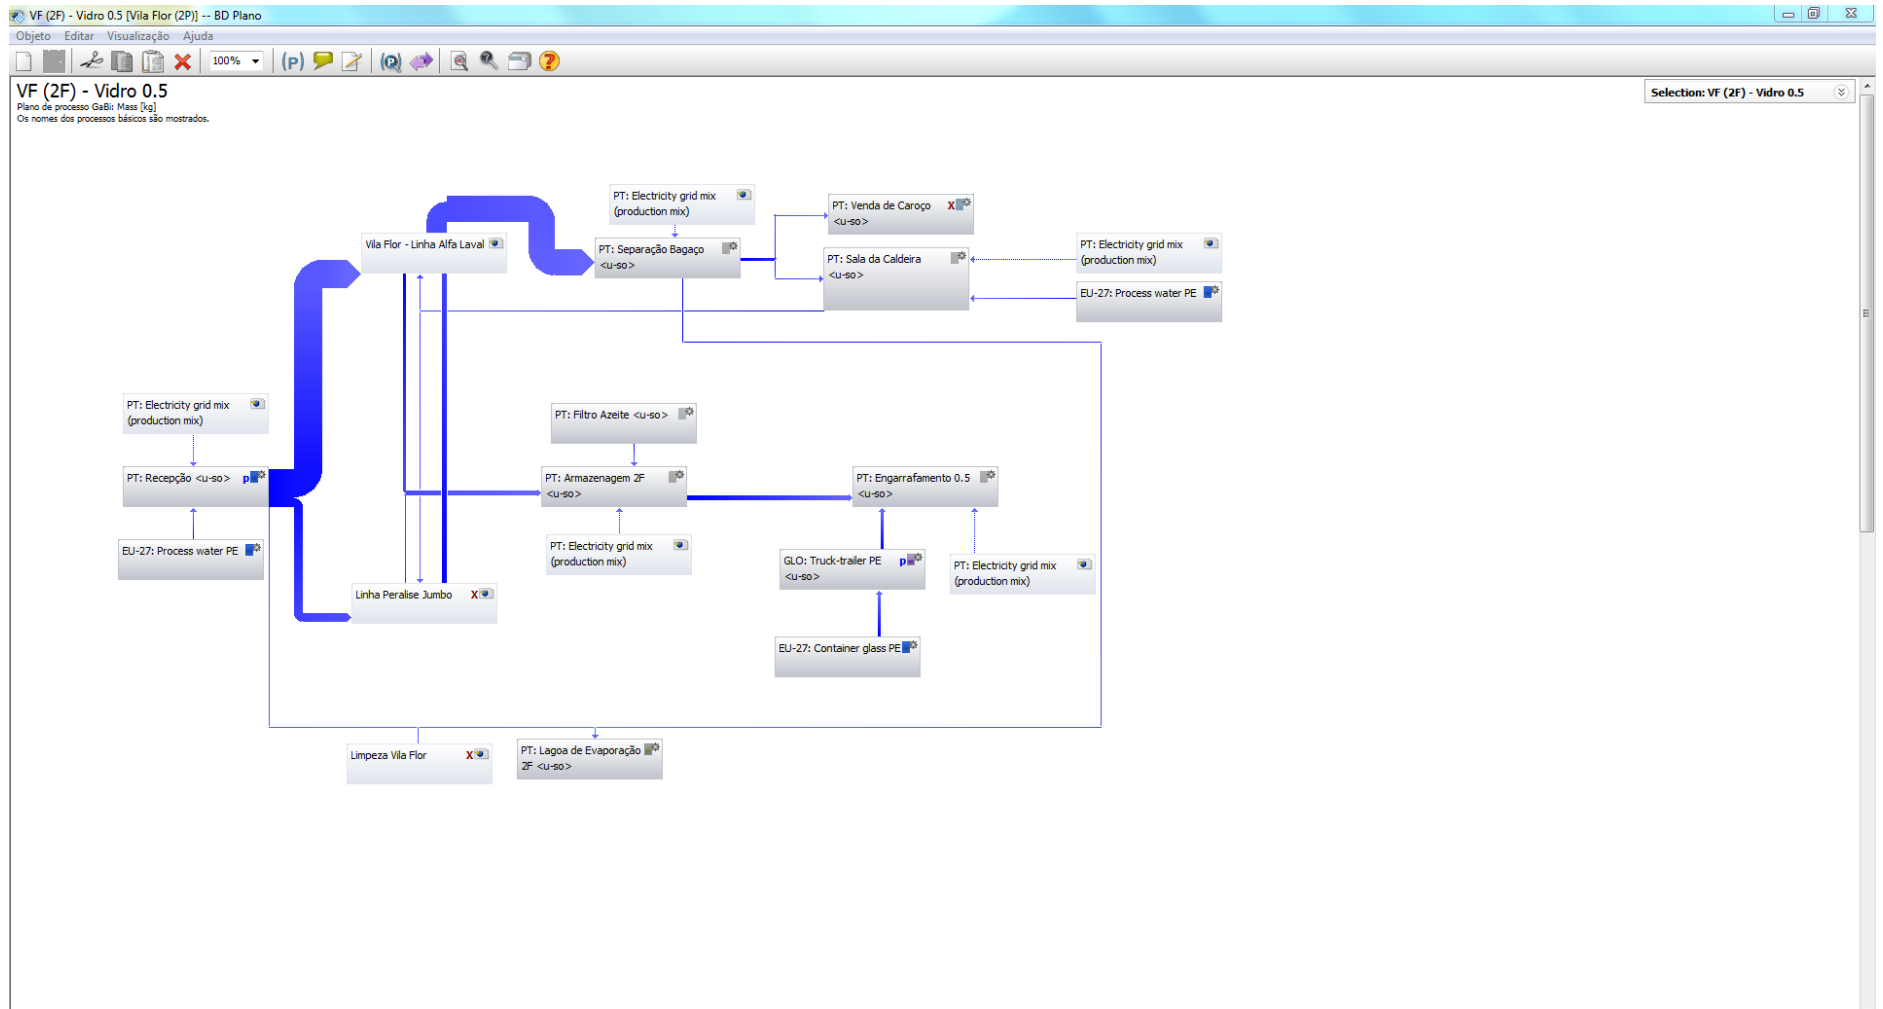 VF (2F) - Vidro 0.5 [Vila Flor (2P)] -- BD Plano
Objeto Editar Visualização Ajuda
100% (P)
VF (2F) - Vidro 0.5
Plano de processo GaBi: Mass [kg]
Os nomes dos processos básicos são mostrados.
Selection: VF (2F) - Vidro 0.5
PT: Electricity grid mix
(production mix)
PT: Venda de Caroço X
<u-so>
Vila Flor - Linha Alfa Laval
PT: Separação Bagaço
<u-so>
PT: Sala da Caldeira
<u-so>
PT: Electricity grid mix
(production mix)
EU-27: Process water PE
PT: Electricity grid mix
(production mix)
PT: Filtro Azeite <u-so>
PT: Recepção <u-so> p
PT: Armazenagem 2F
<u-so>
PT: Engarrafamento 0.5
<u-so>
EU-27: Process water PE
PT: Electricity grid mix
(production mix)
GLO: Truck-trailer PE p
<u-so>
PT: Electricity grid mix
(production mix)
Linha Peralise Jumbo X
EU-27: Container glass PE
Limpeza Vila Flor X
PT: Lagoa de Evaporação
2F <u-so>